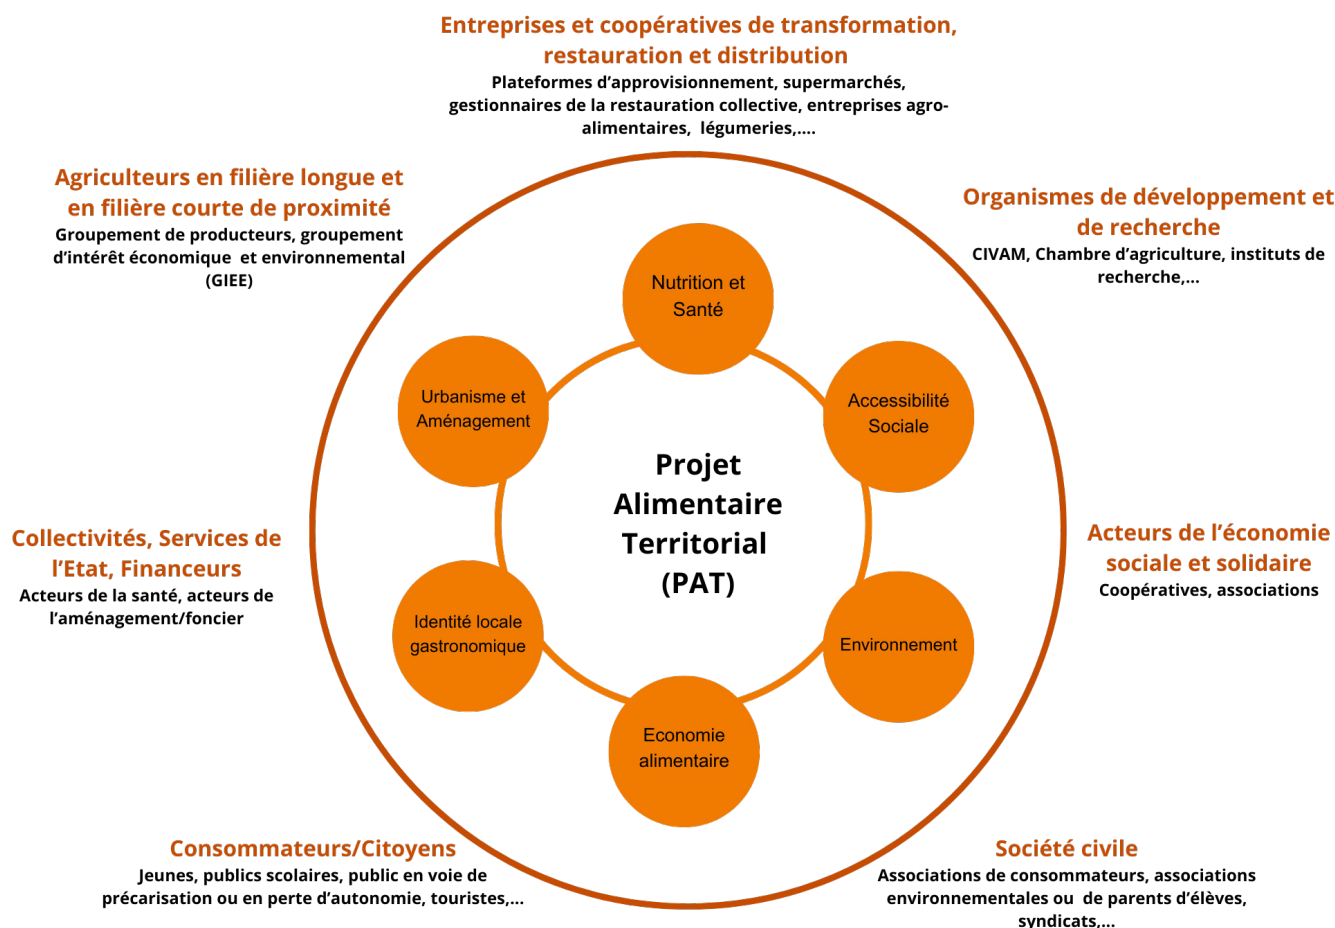 Entreprises et coopératives de transformation,
restauration et distribution
Plateformes d’approvisionnement, supermarchés,
gestionnaires de la restauration collective, entreprises agro-
alimentaires, légumeries,....
Agriculteurs en filière longue et
en filière courte de proximité
Groupement de producteurs, groupement
d’intérêt économique et environnemental
(GIEE)
Organismes de développement et
de recherche
CIVAM, Chambre d’agriculture, instituts de
recherche,...
Nutrition et
Santé
Urbanisme et
Aménagement
Accessibilité
Sociale
Projet
Alimentaire
Territorial
(PAT)
Collectivités, Services de
l’Etat, Financeurs
Acteurs de la santé, acteurs de
l’aménagement/foncier
Acteurs de l’économie
sociale et solidaire
Coopératives, associations
Identité locale
gastronomique
Environnement
Economie
alimentaire
Consommateurs/Citoyens
Jeunes, publics scolaires, public en voie de
précarisation ou en perte d’autonomie, touristes,...
Société civile
Associations de consommateurs, associations
environnementales ou de parents d’élèves,
syndicats,...